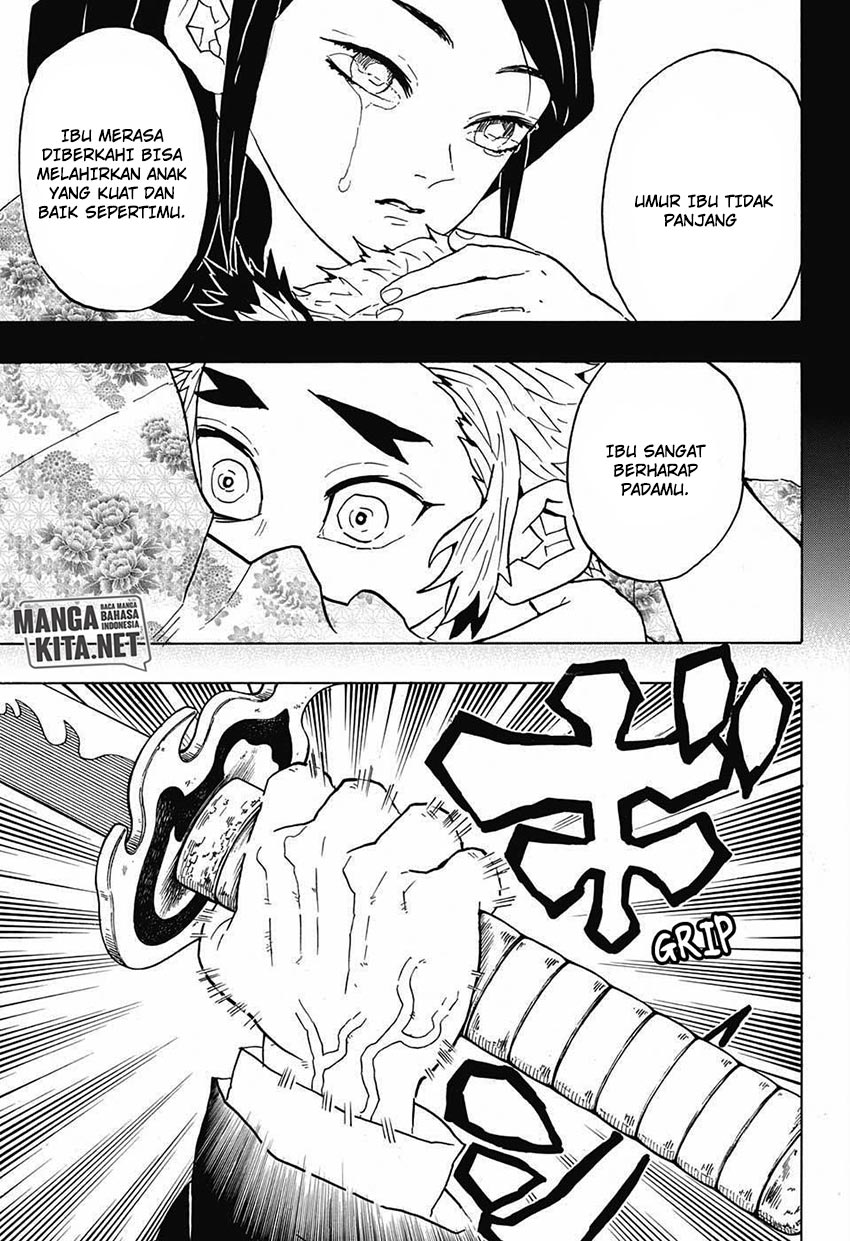 UMUR IBU TIDAK
PANJANG
IBU MERASA
DIBERKAHI BISA
MELAHIRKAN ANAK
YANG KUAT DAN
BAIK SEPERTIMU.
IBU SANGAT
BERHARAP
PADAMU.
MANGA
KITA.NET
BACA MANGA
BAHASA
INDONESIA
ギ
GRIP